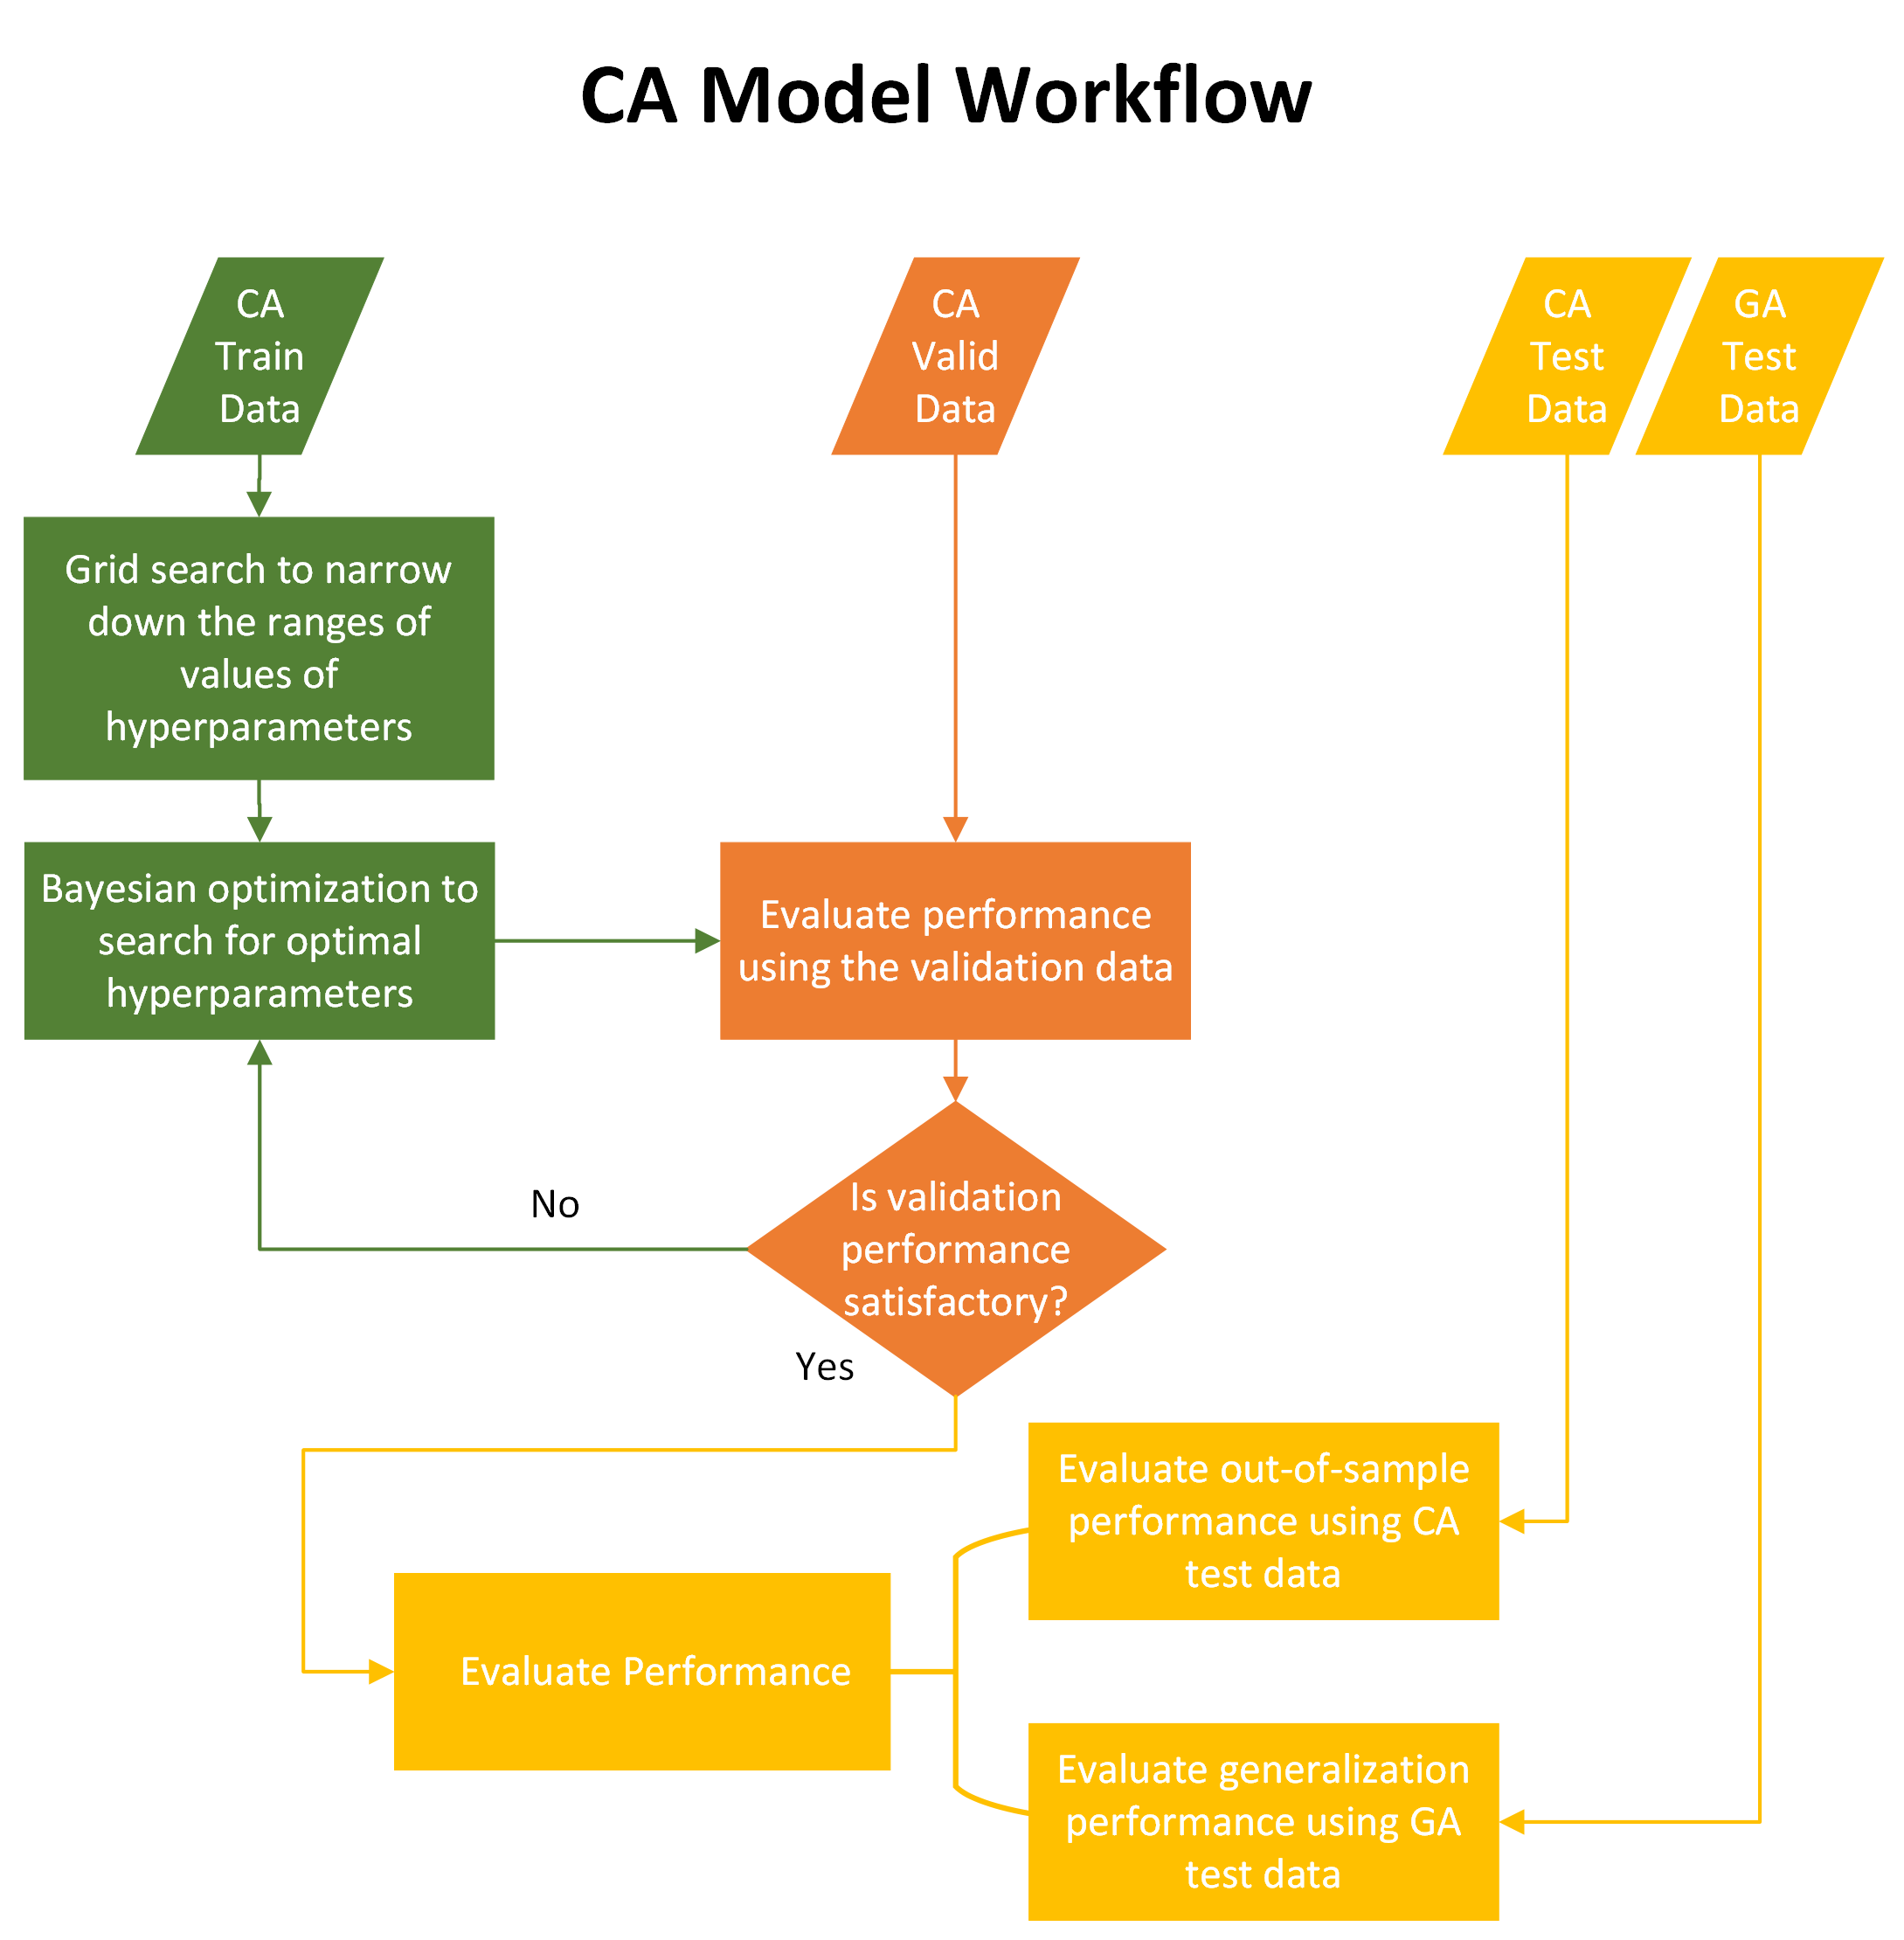 CA Model Workflow
CA
Train
Data
CA
Valid
Data
CA
Test
Data
GA
Test
Data
Grid search to narrow
down the ranges of
values of
hyperparameters
Bayesian optimization to
search for optimal
hyperparameters
Evaluate performance
using the validation data
Is validation
performance
satisfactory?
No
Yes
Evaluate out-of-sample
performance using CA
test data
Evaluate Performance
Evaluate generalization
performance using GA
test data